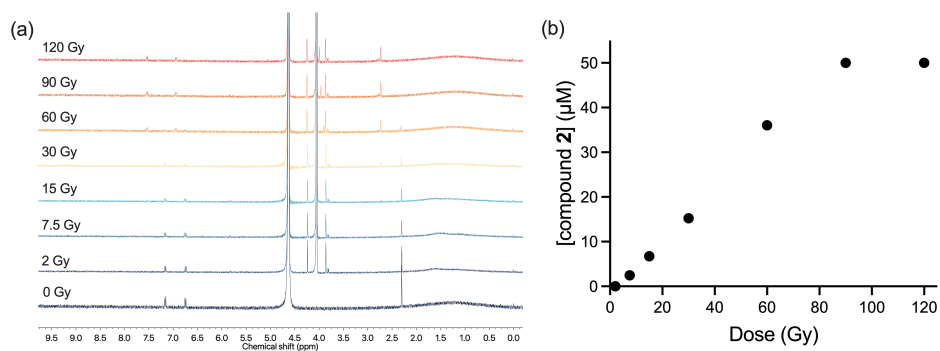 (a)
120 Gy
90 Gy
60 Gy
30 Gy
15 Gy
7.5 Gy
2 Gy
0 Gy
9.5 9.0 8.5 8.0 7.5 7.0 6.5 6.0 5.5 5.0 4.5 4.0 3.5 3.0 2.5 2.0 1.5 1.0 0.5 0.0
Chemical shift (ppm)
(b)
[compound 2] (μM)
50
40
30
20
10
0
0 20 40 60 80 100 120
Dose (Gy)